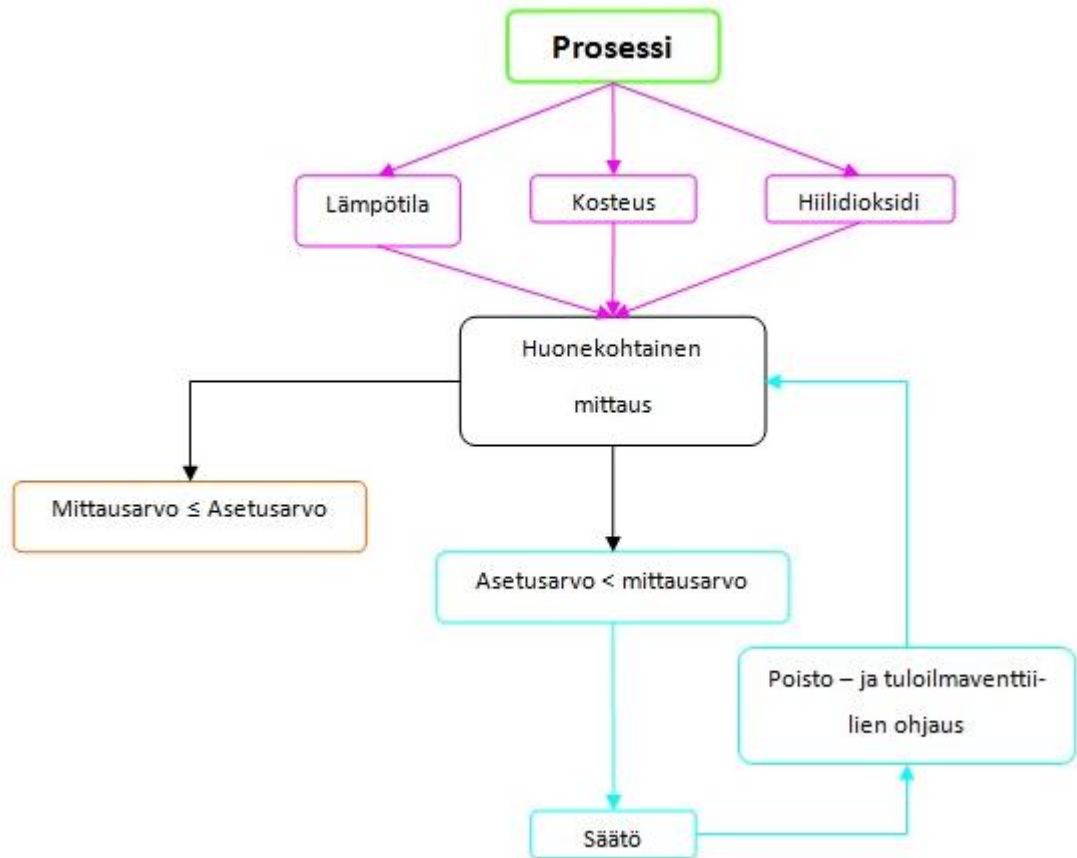 Prosessi
Lämpötila
Kosteus
Hiilidioksidi
Huonekohtainen
mittaus
Mittausarvo ≤ Asetusarvo
Asetusarvo < mittausarvo
Poisto – ja tuloilmaventtii-
lien ohjaus
Säätö